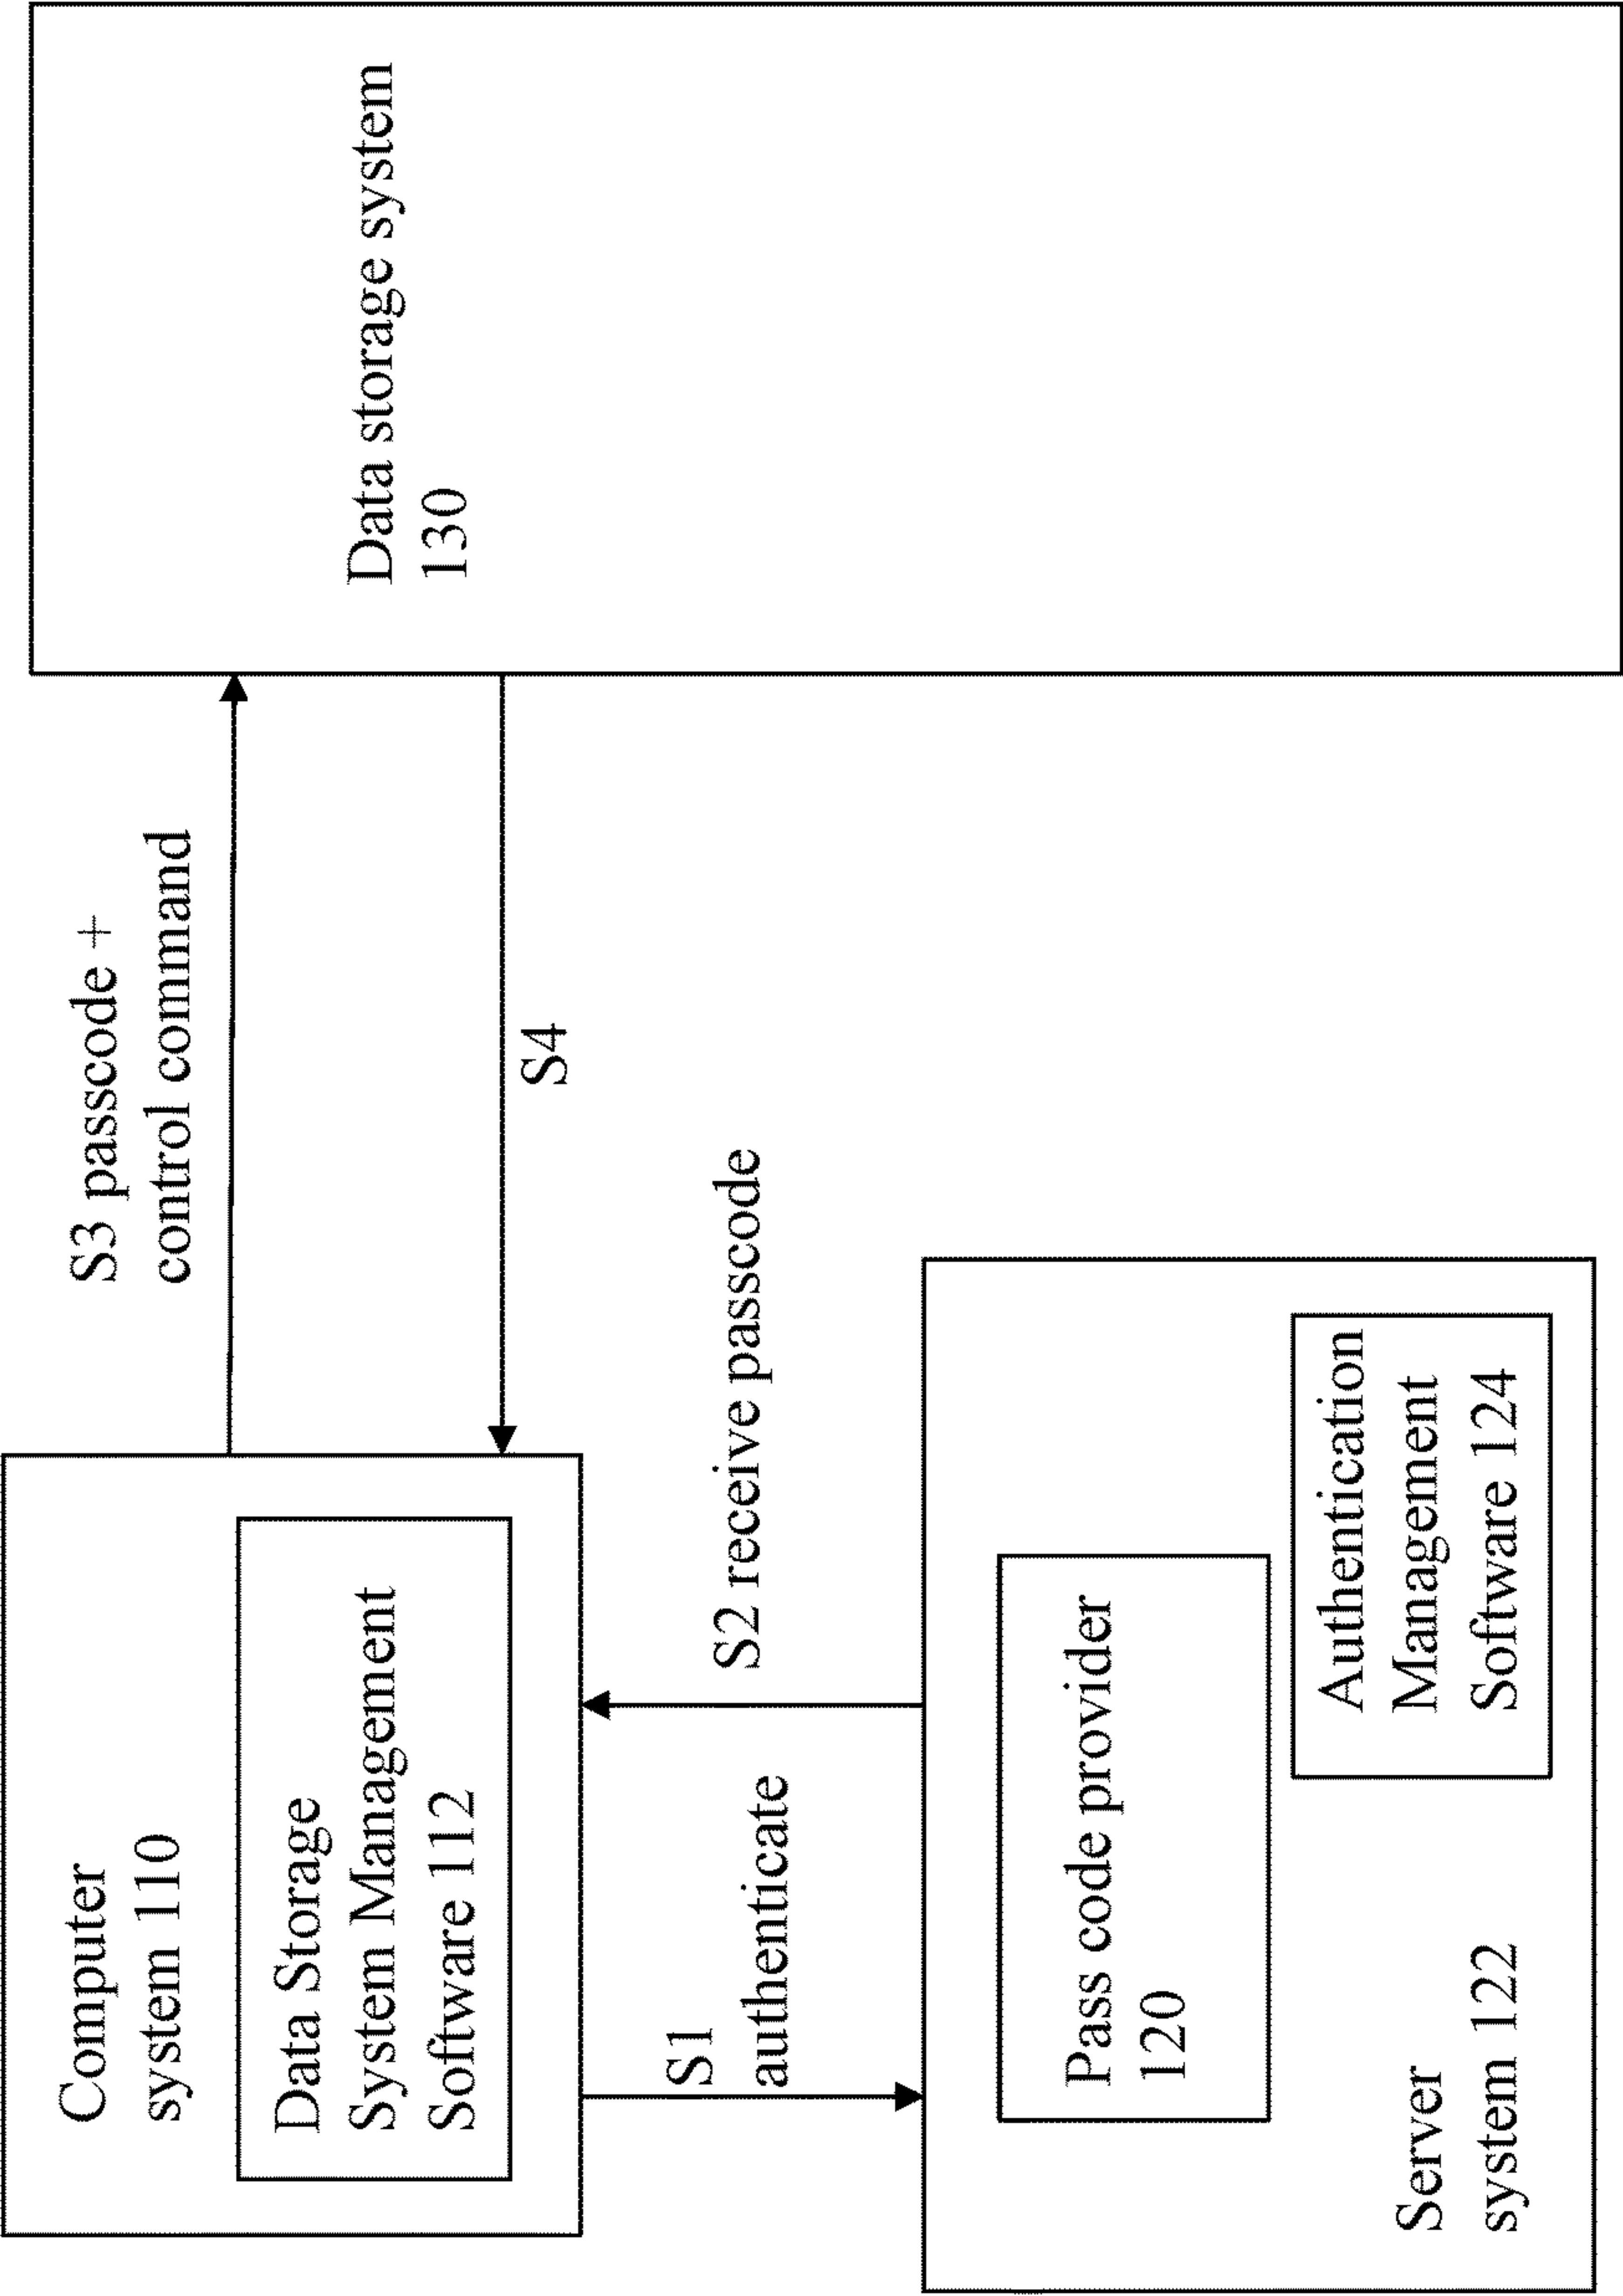 Computer
system 110
Data Storage
System Management
Software 112
S3 passcode +
control command
S4
Data storage system
130
S1
authenticate
S2 receive passcode
Pass code provider
120
Authentication
Management
Software 124
Server
system 122